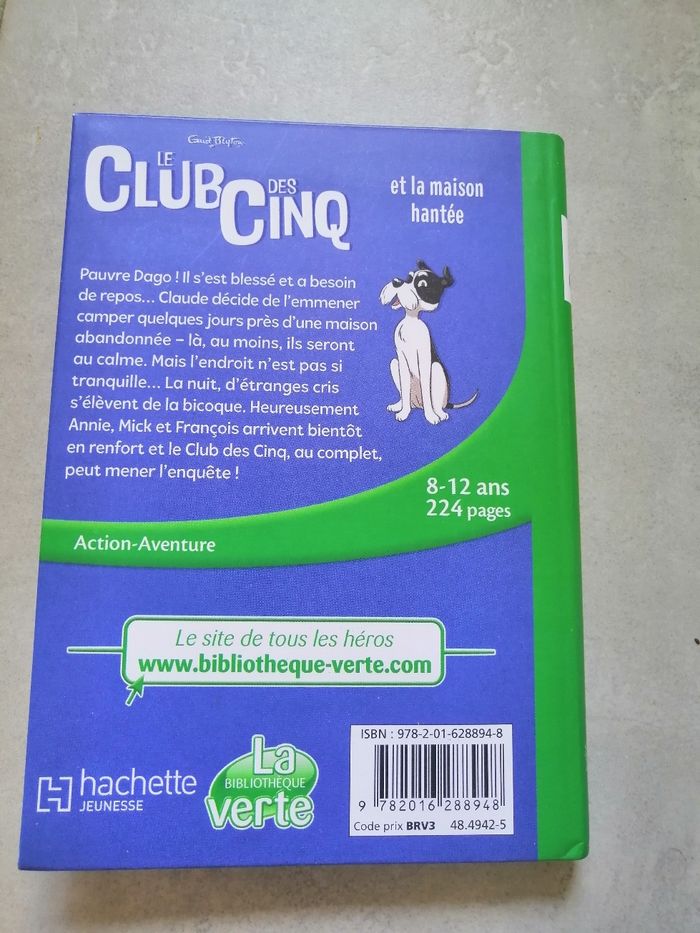 Enid Blyton
LE
CLUB
DES
CINQ
et la maison
hantée
Pauvre Dago ! Il s'est blessé et a besoin
de repos... Claude décide de l'emmener
camper quelques jours près d'une maison
abandonnée – là, au moins, ils seront
au calme. Mais l'endroit n'est pas si
tranquille... La nuit, d'étranges cris
s'élèvent de la bicoque. Heureusement
Annie, Mick et François arrivent bientôt
en renfort et le Club des Cinq, au complet,
peut mener l'enquête !
8-12 ans
224 pages
Action-Aventure
Le site de tous les héros
www.bibliotheque-verte.com
hachette
JEUNESSE
La
BIBLIOTHEQUE
verte
ISBN : 978-2-01-628894-8
9 782016 288948
Code prix BRV3 48.4942-5